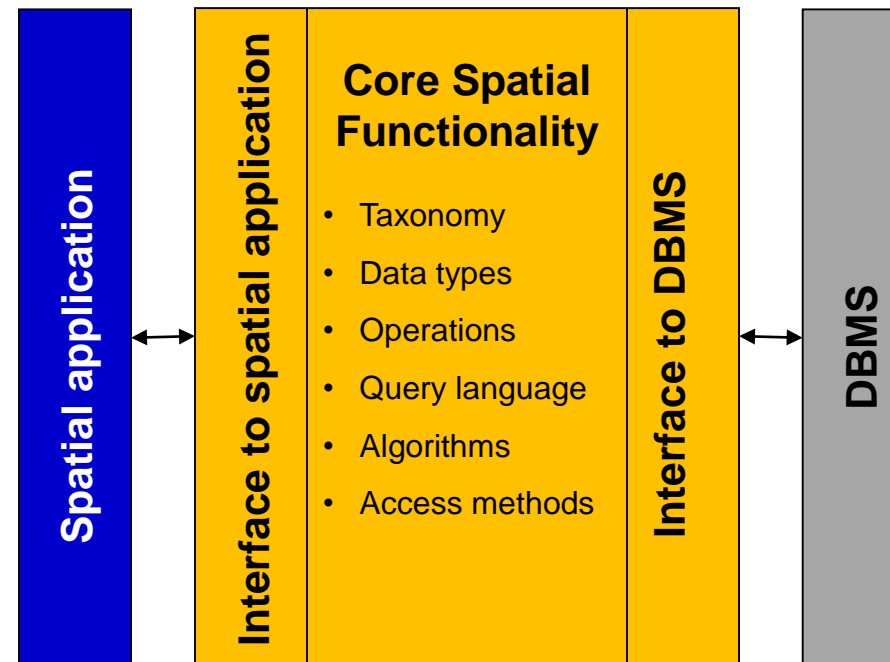 Spatial application
Interface to spatial application
Core Spatial
Functionality
• Taxonomy
• Data types
• Operations
• Query language
• Algorithms
• Access methods
Interface to DBMS
DBMS